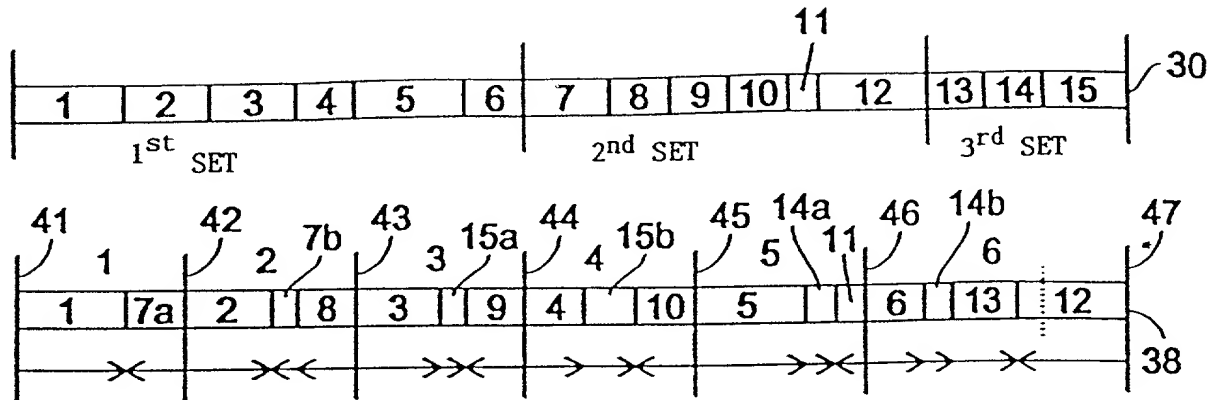 11
1 2 3 4 5 6 7 8 9 10 12 13 14 15 30
1st SET 2nd SET 3rd SET
41 42 7b 43 15a 44 15b 45 14a 11 46 14b 47
1 2 3 4 5 6
1 7a 2 8 3 9 4 10 5 6 13 12
38